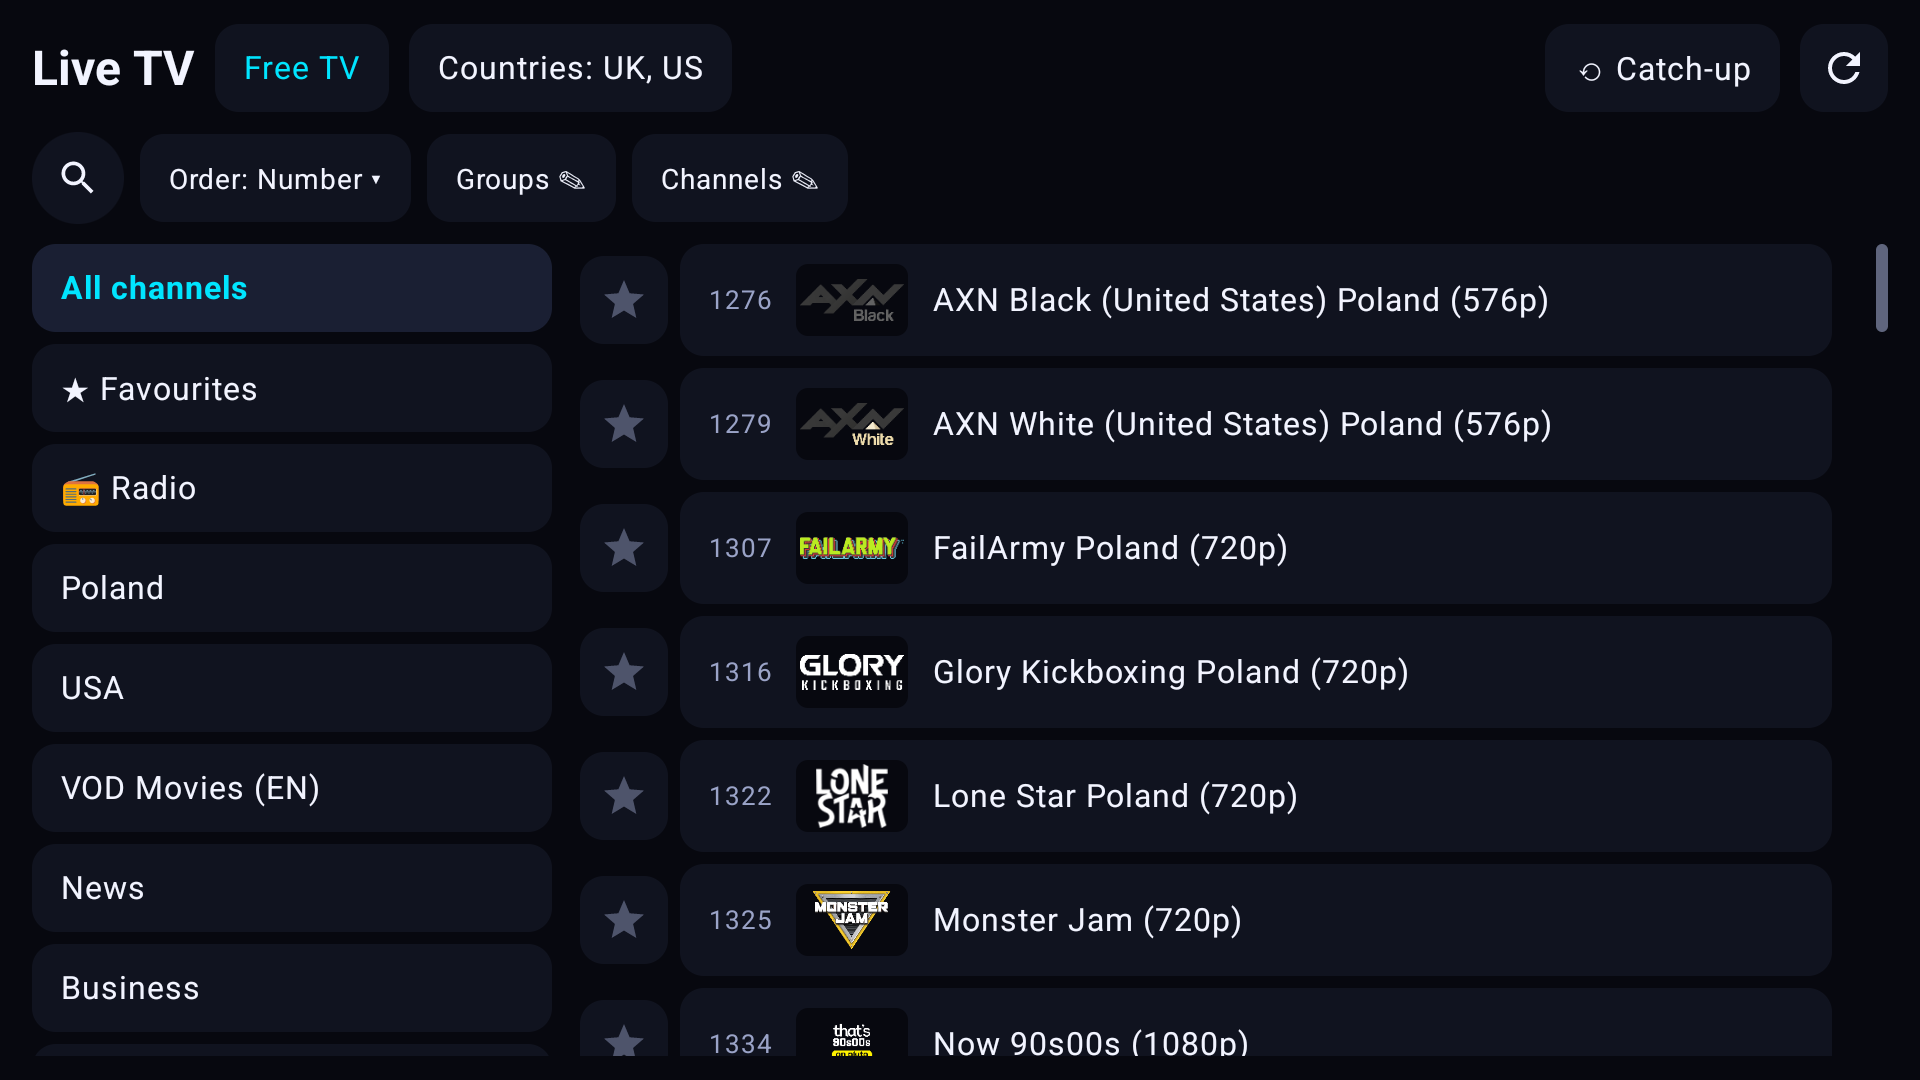 Live TV
Free TV
Countries: UK, US
Catch-up
Order: Number
Groups
Channels
All channels
Favourites
Radio
Poland
USA
VOD Movies (EN)
News
Business
1276 AXN Black AXN Black (United States) Poland (576p)
1279 AXN White AXN White (United States) Poland (576p)
1307 FAILARMY FailArmy Poland (720p)
1316 GLORY KICKBOXING Glory Kickboxing Poland (720p)
1322 LONE STAR Lone Star Poland (720p)
1325 MONSTER JAM Monster Jam (720p)
1334 that's 90s00s Now 90s00s (1080p)